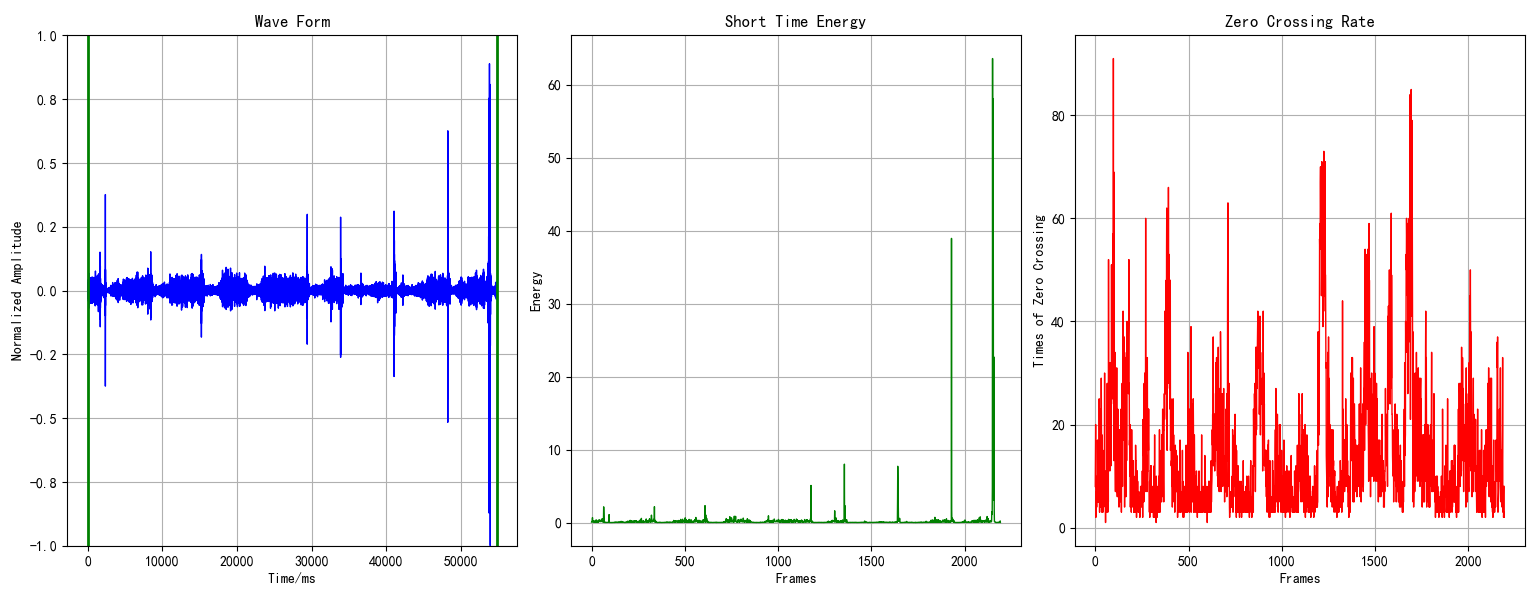 Wave Form
1.0
0.8
0.5
0.2
0.0
−0.2
−0.5
−0.8
−1.0
Normalized Amplitude
0 10000 20000 30000 40000 50000
Time/ms
Short Time Energy
60
50
40
30
20
10
0
Energy
0 500 1000 1500 2000
Frames
Zero Crossing Rate
80
60
40
20
0
Times of Zero Crossing
0 500 1000 1500 2000
Frames